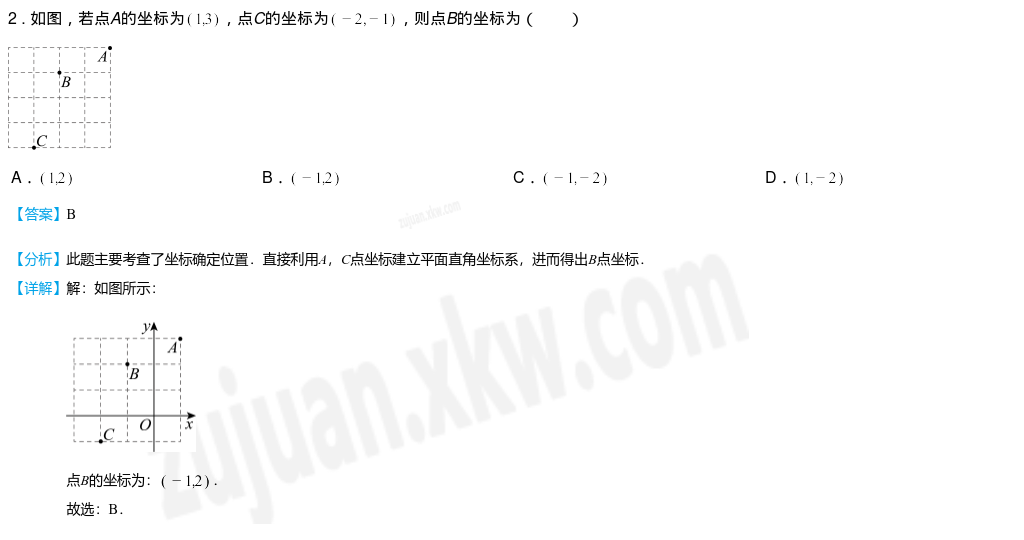 2．如图，若点A的坐标为(1,3)，点C的坐标为(－2,－1)，则点B的坐标为（　　）
A
B
C
A．(1,2)
B．(－1,2)
C．(－1,－2)
D．(1,－2)
【答案】B
zujuan.xkw.com
【分析】此题主要考查了坐标确定位置．直接利用A，C点坐标建立平面直角坐标系，进而得出B点坐标．
【详解】解：如图所示：
y
A
B
O
x
C
zujuan.xkw.com
点B的坐标为：(－1,2)．
故选：B．